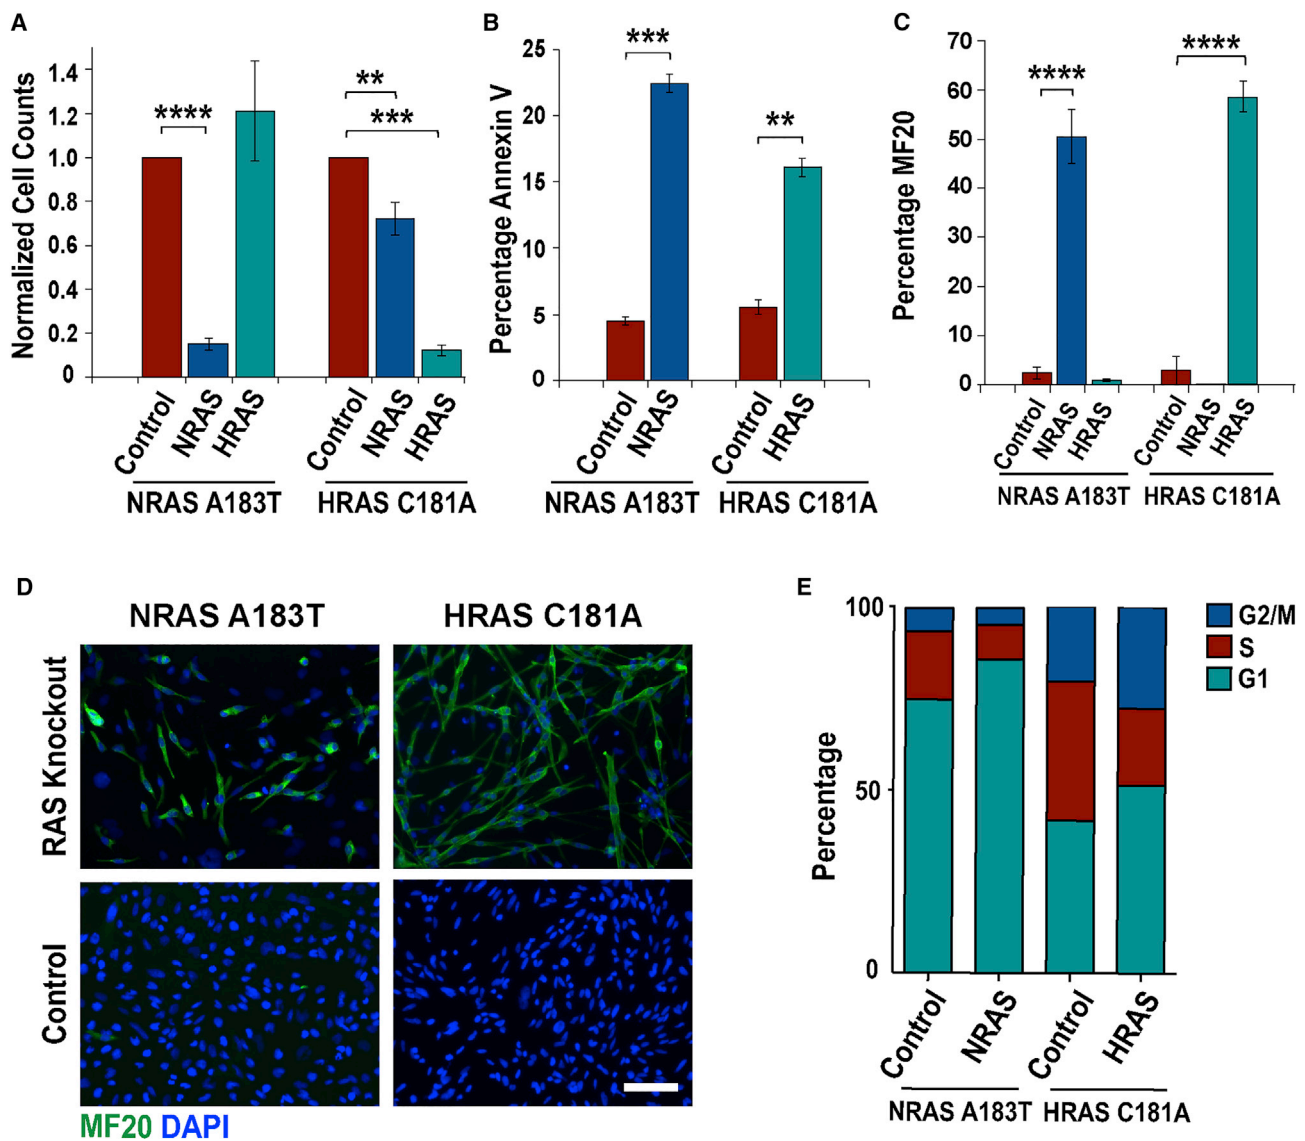 A
Normalized Cell Counts
1.4
1.2
1.0
0.8
0.6
0.4
0.2
0
****
**
***
Control
NRAS
HRAS
Control
NRAS
HRAS
NRAS A183T
HRAS C181A
B
Percentage Annexin V
25
20
15
10
5
0
***
**
Control
NRAS
Control
HRAS
NRAS A183T
HRAS C181A
C
Percentage MF20
70
60
50
40
30
20
10
0
****
****
Control
NRAS
HRAS
Control
NRAS
HRAS
NRAS A183T
HRAS C181A
D
NRAS A183T
HRAS C181A
RAS Knockout
Control
MF20 DAPI
E
Percentage
100
50
0
G2/M
S
G1
Control
NRAS
Control
HRAS
NRAS A183T
HRAS C181A